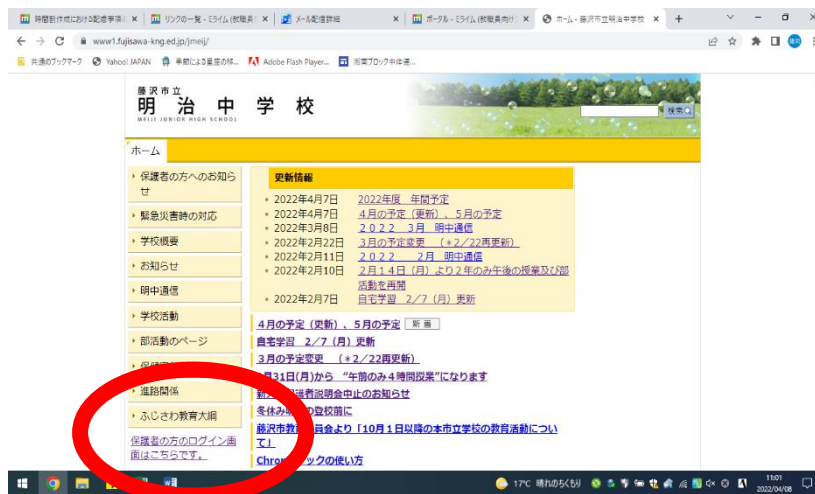 時間割作成における配慮事項
リンクの一覧 - ミライム (教職員
メール配信詳細
ポータル - ミライム (教職員向け
ホーム - 藤沢市立明治中学校
www1.fujisawa-kng.ed.jp/jmeij/
共通のブックマーク
Yahoo! JAPAN
季節による星座の移...
Adobe Flash Player...
湘南ブロック中体連...
藤沢市立
明治中学校
MEIJI JUNIOR HIGH SCHOOL
検索
ホーム
保護者の方へのお知ら
せ
緊急災害時の対応
学校概要
お知らせ
明中通信
学校活動
部活動のページ
進路関係
ふじさわ教育大綱
保護者の方のログイン画
面はこちらです。
更新情報
2022年4月7日 2022年度 年間予定
2022年4月7日 4月の予定（更新）、5月の予定
2022年3月8日 2022 3月 明中通信
2022年2月22日 3月の予定変更 （*2/22再更新）
2022年2月11日 2022 2月 明中通信
2022年2月10日 2月14日（月）より2年のみ午後の授業及び部
活動を再開
2022年2月7日 自宅学習 2/7（月）更新
4月の予定（更新）、5月の予定 新着
自宅学習 2/7（月）更新
3月の予定変更 （*2/22再更新）
月31日(月)から “午前のみ4時間授業”になります
説明会中止のお知らせ
冬休み
の登校前に
藤沢市教
員会より「10月1日以降の本市立学校の教育活動につい
て」
Chro
ックの使い方
17°C 晴れのちくもり
11:01
2022/04/08